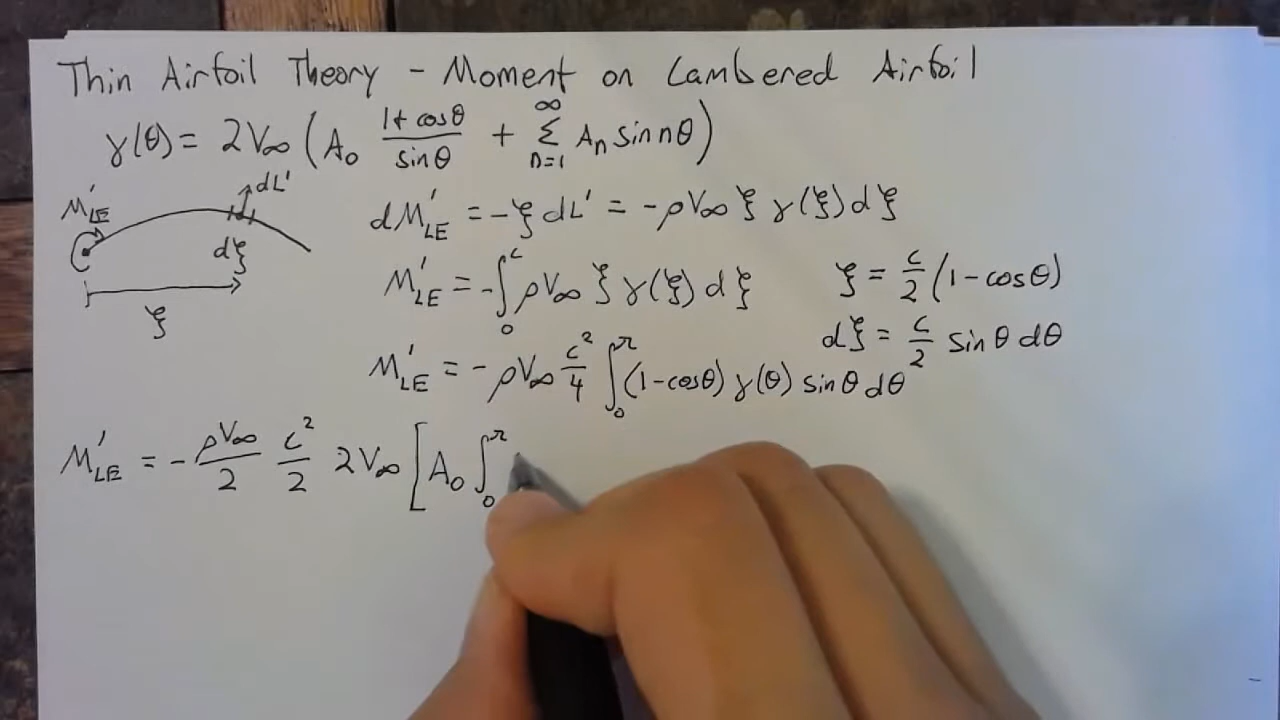 Thin Airfoil Theory - Moment on Cambered Airfoil
γ(θ) = 2V∞ (A₀ (1+cosθ)/(sinθ) + Σ_{n=1}^{∞} Aₙ sin nθ)
M'_LE
dL'
dξ
ξ
dM'_LE = -ξ dL' = -ρV∞ ξ γ(ξ) dξ
M'_LE = -∫₀^c ρV∞ ξ γ(ξ) dξ
ξ = c/2 (1-cosθ)
dξ = c/2 sinθ dθ
M'_LE = -ρV∞ c²/4 ∫₀^π (1-cosθ) γ(θ) sinθ dθ
M'_LE = -ρV∞/2 c²/2 2V∞ [A₀ ∫₀^π